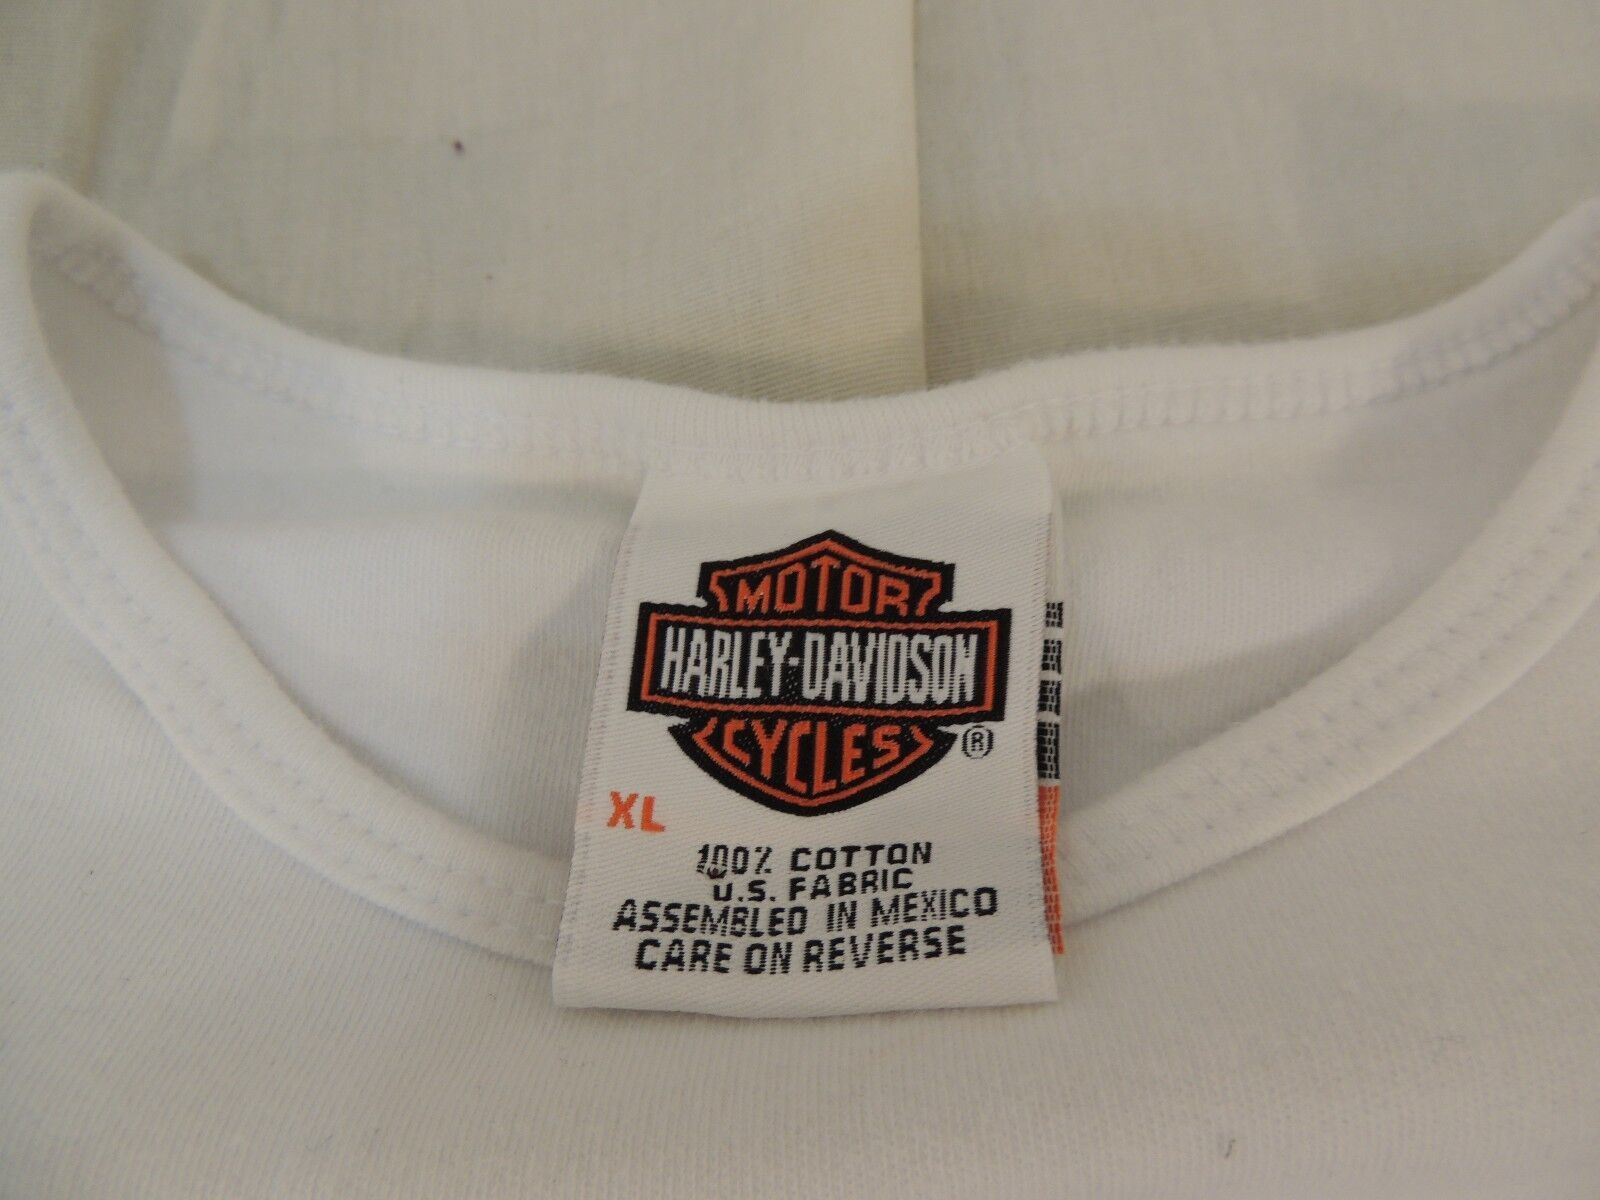 MOTOR
HARLEY-DAVIDSON
CYCLES ®
XL
100% COTTON
U.S. FABRIC
ASSEMBLED IN MEXICO
CARE ON REVERSE